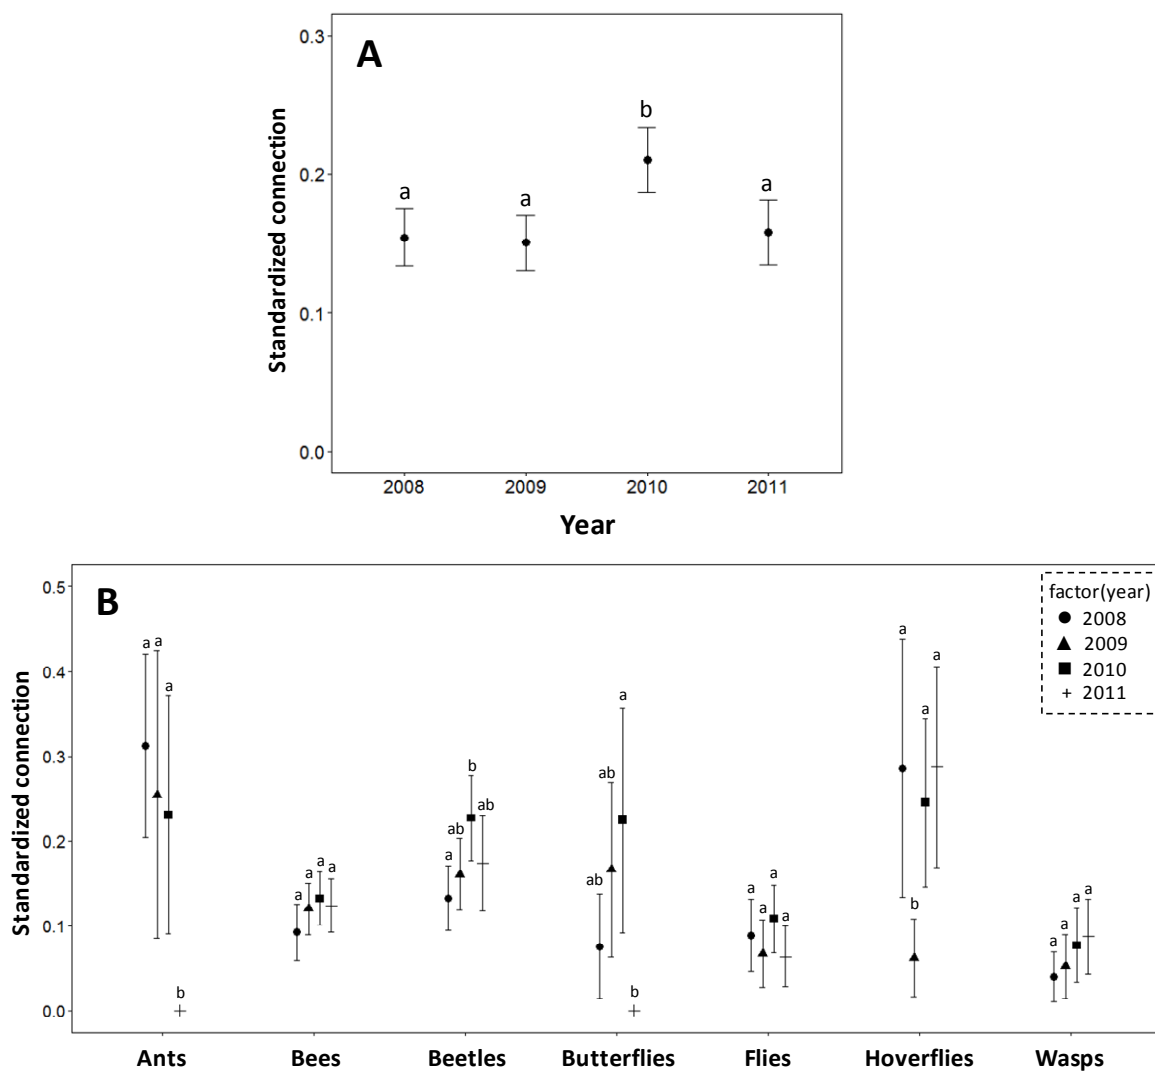 A
Standardized connection
0.3
0.2
0.1
0.0
a
a
b
a
2008
2009
2010
2011
Year
B
Standardized connection
0.5
0.4
0.3
0.2
0.1
0.0
a a a b
a a a a
a ab b ab
ab ab a b
a a a a
a b a a
a a a a
factor(year)
2008
2009
2010
2011
Ants Bees Beetles Butterflies Flies Hoverflies Wasps